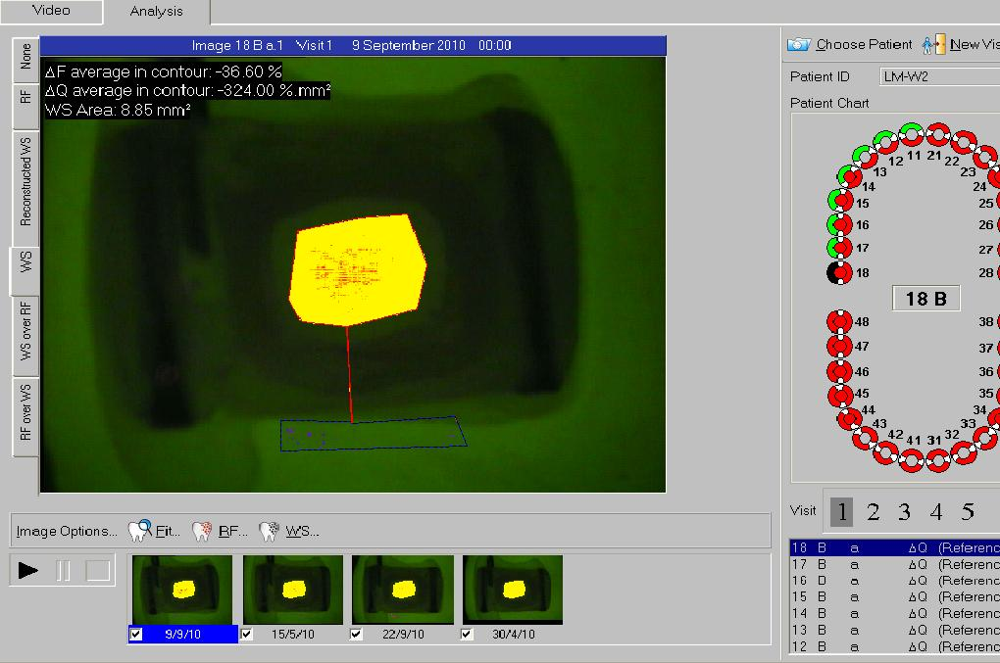 Video
Analysis
Image 18 B a.1 Visit 1 9 September 2010 00:00
ΔF average in contour: -36.60 %
ΔQ average in contour: -324.00 %.mm²
WS Area: 8.85 mm²
None
RF
Reconstructed WS
WS
WS over RF
RF over WS
Choose Patient
New Vis
Patient ID
LM-W2
Patient Chart
11 21
12 22
13 23
14 24
15 25
16 26
17 27
18 28
18 B
48 38
47 37
46 36
45 35
44 34
43 33
42 32
41 31
Visit 1 2 3 4 5
Image Options... Fit... RF... WS...
18 B a ΔQ (Referenc
17 B a ΔQ (Referenc
16 D a ΔQ (Referenc
15 B a ΔQ (Referenc
14 B a ΔQ (Referenc
13 B a ΔQ (Referenc
12 B a ΔQ (Referenc
9/9/10
15/5/10
22/9/10
30/4/10